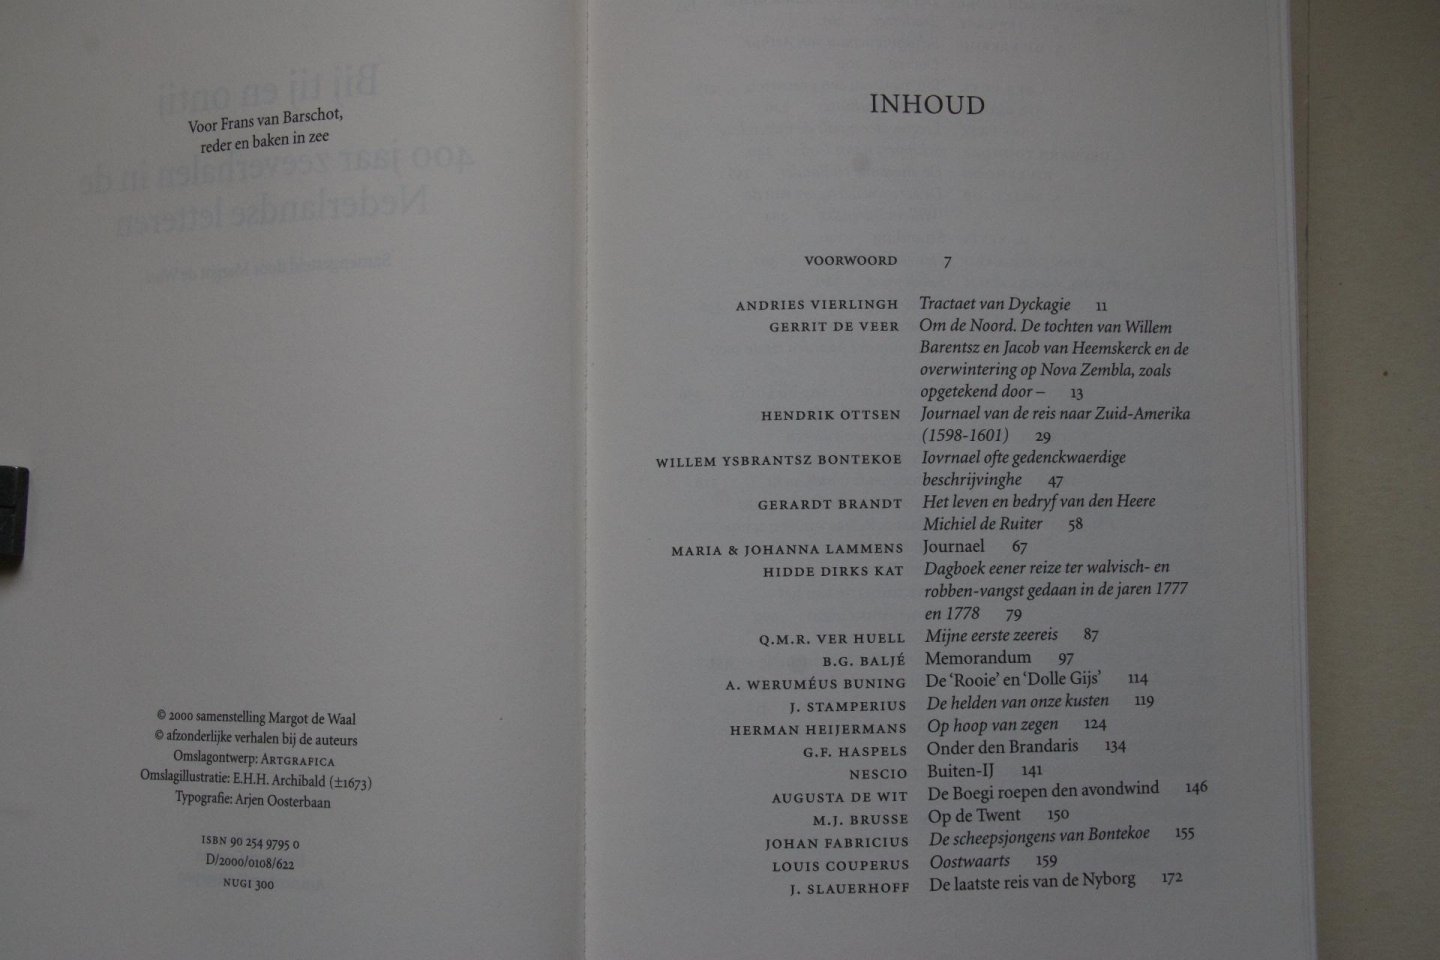 Voor Frans van Barschot,
reder en baken in zee
© 2000 samenstelling Margot de Waal
© afzonderlijke verhalen bij de auteurs
Omslagontwerp: ARTGRAFICA
Omslagillustratie: E.H.H. Archibald (±1673)
Typografie: Arjen Oosterbaan
ISBN 90 254 9795 0
D/2000/0108/622
NUGI 300
INHOUD
VOORWOORD 7
ANDRIES VIERLINGH Tractaet van Dyckagie 11
GERRIT DE VEER Om de Noord. De tochten van Willem
Barentsz en Jacob van Heemskerck en de
overwintering op Nova Zembla, zoals
opgetekend door – 13
HENDRIK OTTSEN Journael van de reis naar Zuid-Amerika
(1598-1601) 29
WILLEM YSBRANTSZ BONTEKOE Iovrnael ofte gedenckwaerdige
beschrijvinghe 47
GERARDT BRANDT Het leven en bedryf van den Heere
Michiel de Ruiter 58
MARIA & JOHANNA LAMMENS Journael 67
HIDDE DIRKS KAT Dagboek eener reize ter walvisch- en
robben-vangst gedaan in de jaren 1777
en 1778 79
Q.M.R. VER HUELL Mijne eerste zeereis 87
B.G. BALJÉ Memorandum 97
A. WERUMÉUS BUNING De ‘Rooie’ en ‘Dolle Gijs’ 114
J. STAMPERIUS De helden van onze kusten 119
HERMAN HEIJERMANS Op hoop van zegen 124
G.F. HASPELS Onder den Brandaris 134
NESCIO Buiten-IJ 141
AUGUSTA DE WIT De Boegi roepen den avondwind 146
M.J. BRUSSE Op de Twent 150
JOHAN FABRICIUS De scheepsjongens van Bontekoe 155
LOUIS COUPERUS Oostwaarts 159
J. SLAUERHOFF De laatste reis van de Nyborg 172